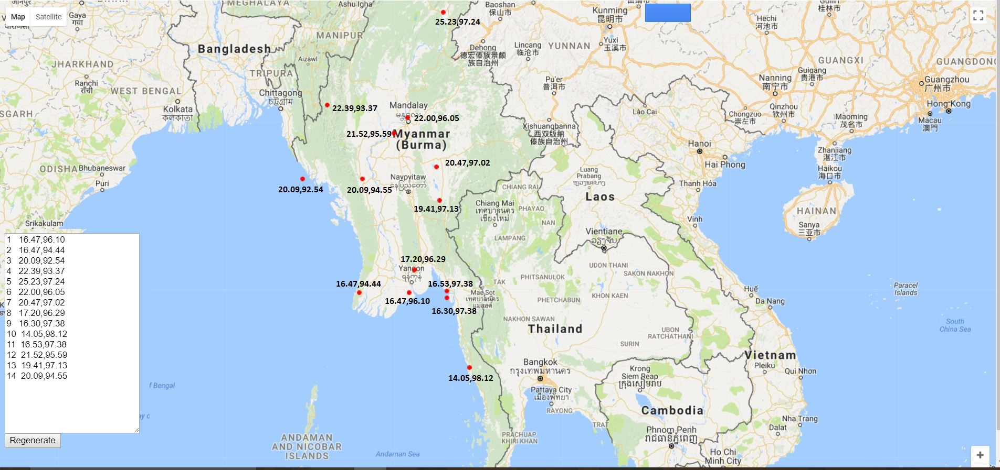 MEGHALAYA
Ashu Igha
Baoshan
保山市
Kunming
昆明市
Hechi
河池市
桂林市
Map
Satellite
Gaya
गया
25.23,97.24
MANIPUR
Bangladesh
Dehong
德宏傣族景颇
族自治州
Lincang
临沧市
YUNNAN
Yuxi
玉溪市
GUANGXI
GUANGDONG
JHARKHAND
Aizawl
TRIPURA
Ranchi
राँची
WEST BENGAL
Chittagong
চট্টগ্রাম
Pu'er
普洱市
Nanning
南宁市
Guigang
贵港市
Guangzhou
广州市
Kolkata
কলকাতা
SGARH
22.39,93.37
Mandalay
မန္တလေး
22.00,96.05
Lào Cai
Chongzuo
崇左市
Qinzhou
钦州市
Maoming
茂名市
Hong Kong
Macau
澳門
21.52,95.59
Myanmar
(Burma)
Xishuangbanna
西双版纳
傣族自治州
Hanoi
Zhanjiang
湛江市
Hai Phong
ODISHA
Bhubaneswar
Puri
20.47,97.02
Naypyitaw
နေပြည်တော်
Luang
Prabang
ຫຼວງພະບາງ
Haikou
海口市
Thanh Hóa
20.09,92.54
20.09,94.55
CHIANG RAI
Laos
19.41,97.13
Chiang Mai
เทศบาลนคร
เชียงใหม่
PHAYAO
NAN
HAINAN
Sanya
三亚市
Vinh
Srikakulam
Vientiane
ວຽງຈັນ
LAMPANG
1 16.47,96.10
2 16.47,94.44
3 20.09,92.54
4 22.39,93.37
5 25.23,97.24
6 22.00,96.05
7 20.47,97.02
8 17.20,96.29
9 16.30,97.38
10 14.05,98.12
11 16.53,97.38
12 21.52,95.59
13 19.41,97.13
14 20.09,94.55
Regenerate
17.20,96.29
Yangon
ရန်ကုန်
UDON THANI
SAKON NAKHON
PHITSANULOK
TAK
16.47,94.44
16.53,97.38
16.47,96.10
16.30,97.38
Mae Sot
เทศบาลนคร
แม่สอด
PHETCHABUN
KHON KAEN
Huế
Da Nang
Paracel
Islands
NAKHON SAWAN
Thailand
UBON
RATCHATHANI
SURIN
South
China Sea
14.05,98.12
Bangkok
กรุงเทพมหานคร
Krong
Siem Reap
ក្រុងសៀមរាប
Vietnam
Pleiku
Qui Nhơn
f Bengal
Pattaya City
เมืองพัทยา
RAYONG
TRAT
Cambodia
Nha Trang
Dalat
Phnom Penh
រាជធានីភ្នំពេញ
ANDAMAN
AND NICOBAR
ISLANDS
Andaman Sea
PRACHUAP
KHIRI KHAN
Ho Chi
Minh City
+